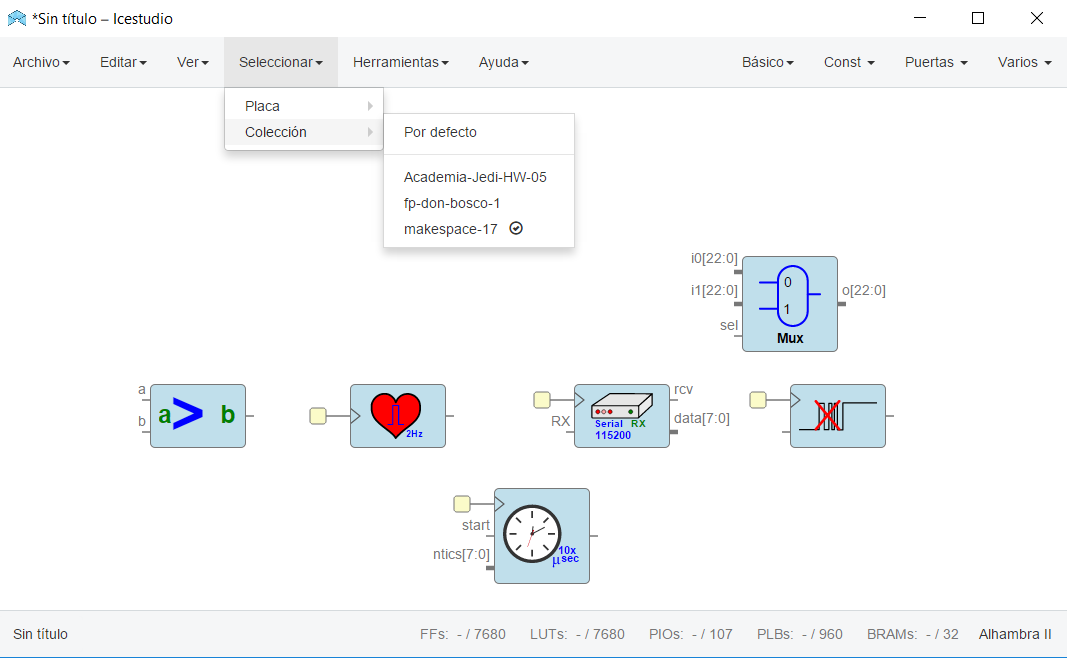 *Sin título – Icestudio
Archivo Editar Ver Seleccionar Herramientas Ayuda Básico Const Puertas Varios
Placa
Colección
Por defecto
Academia-Jedi-HW-05
fp-don-bosco-1
makespace-17
i0[22:0]
i1[22:0]
sel
0
1
Mux
o[22:0]
a
b
a> b
2Hz
RX
Serial RX
115200
rcv
data[7:0]
start
ntics[7:0]
10x
μsec
Sin título FFs: - / 7680 LUTs: - / 7680 PIOs: - / 107 PLBs: - / 960 BRAMs: - / 32 Alhambra II